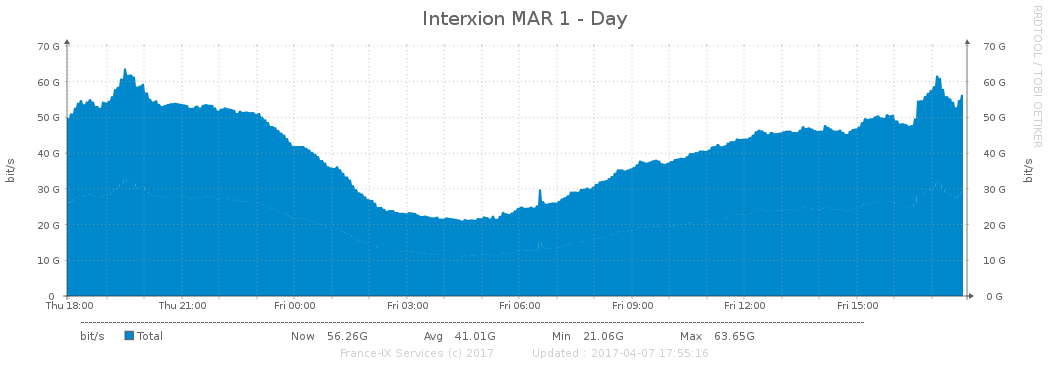 Interxion MAR 1 - Day
RRDTOOL / TOBI OETIKER
bit/s
70 G 70 G
60 G 60 G
50 G 50 G
40 G 40 G
30 G 30 G
20 G 20 G
10 G 10 G
0 0 G
bit/s
Thu 18:00 Thu 21:00 Fri 00:00 Fri 03:00 Fri 06:00 Fri 09:00 Fri 12:00 Fri 15:00
bit/s Total Now 56.26G Avg 41.01G Min 21.06G Max 63.65G
France-IX Services (c) 2017 Updated : 2017-04-07 17:55:16